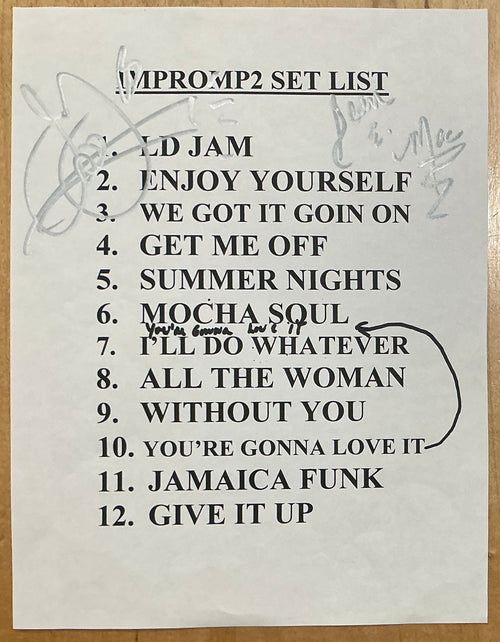 IMPROMP2 SET LIST
1. LD JAM
2. ENJOY YOURSELF
3. WE GOT IT GOIN ON
4. GET ME OFF
5. SUMMER NIGHTS
6. MOCHA SOUL
You're Gonna Love it
7. I'LL DO WHATEVER
8. ALL THE WOMAN
9. WITHOUT YOU
10. YOU'RE GONNA LOVE IT
11. JAMAICA FUNK
12. GIVE IT UP